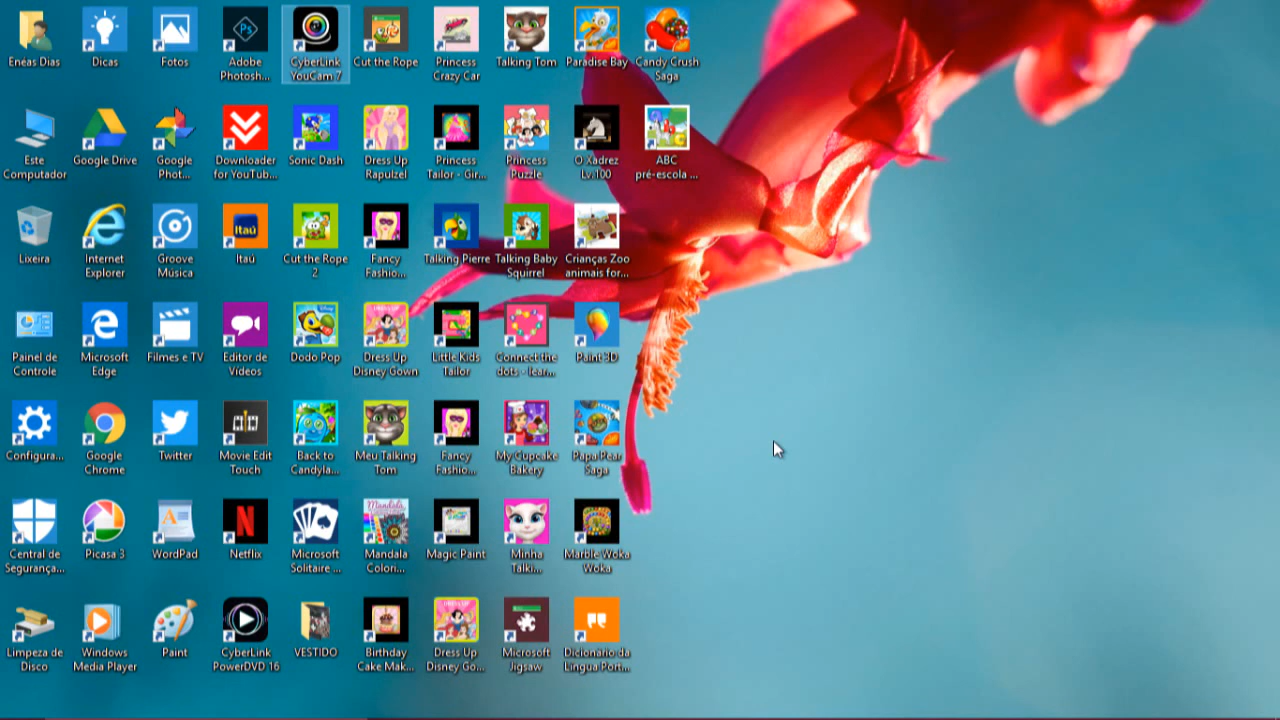 Enéas Dias
Dicas
Fotos
Adobe
Photosh...
CyberLink
YouCam 7
Cut the Rope
Princess
Crazy Car
Talking Tom
Paradise Bay
Candy Crush
Saga
Este
Computador
Google Drive
Google
Phot...
Downloader
for YouTub...
Sonic Dash
Dress Up
Rapulzel
Princess
Tailor - Gir...
Princess
Puzzle
O Xadrez
Lv.100
ABC
pré-escola ...
Lixeira
Internet
Explorer
Groove
Música
Itaú
Itaú
Cut the Rope
2
Fancy
Fashio...
Talking Pierre
Talking Baby
Squirrel
Crianças Zoo
animais for...
Painel de
Controle
Microsoft
Edge
Filmes e TV
Editor de
Vídeos
Dodo Pop
Dress Up
Disney Gown
Little Kids
Tailor
Connect the
dots - lear...
Paint 3D
Configura...
Google
Chrome
Twitter
Movie Edit
Touch
Back to
Candyla...
Meu Talking
Tom
Fancy
Fashio...
My Cupcake
Bakery
Papa Pear
Saga
Central de
Segurança...
Picasa 3
WordPad
Netflix
Microsoft
Solitaire ...
Mandala
Mandala
Colori...
Magic Paint
Minha
Talki...
Marble Woka
Woka
Limpeza de
Disco
Windows
Media Player
Paint
CyberLink
PowerDVD 16
VESTIDO
Birthday
Cake Mak...
Dress Up
Disney Go...
Microsoft
Jigsaw
Dicionario da
Lingua Port...